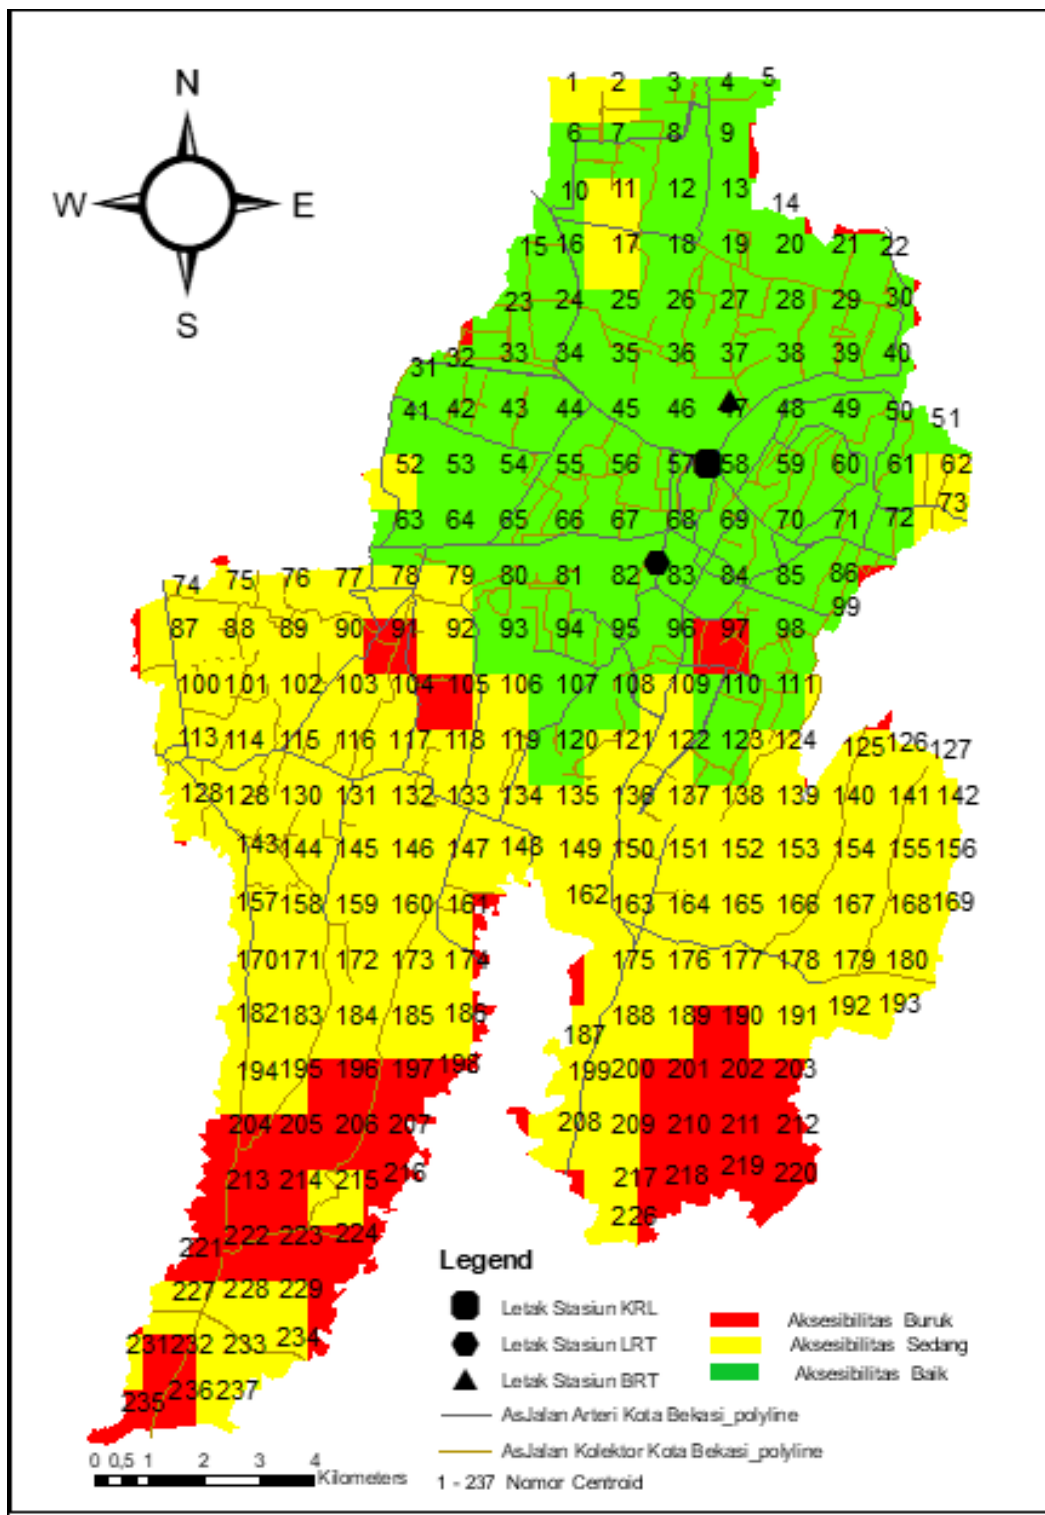 N
W E
S
1 2 3 4 5
6 7 8 9
10 11 12 13 14
15 16 17 18 19 20 21 22
23 24 25 26 27 28 29 30
31 32 33 34 35 36 37 38 39 40
41 42 43 44 45 46 47 48 49 50 51
52 53 54 55 56 57 58 59 60 61 62
63 64 65 66 67 68 69 70 71 72 73
74 75 76 77 78 79 80 81 82 83 84 85 86
87 88 89 90 91 92 93 94 95 96 97 98 99
100 101 102 103 104 105 106 107 108 109 110 111
113 114 115 116 117 118 119 120 121 122 123 124 125 126 127
128 128 130 131 132 133 134 135 136 137 138 139 140 141 142
143 144 145 146 147 148 149 150 151 152 153 154 155 156
157 158 159 160 161 162 163 164 165 166 167 168 169
170 171 172 173 174 175 176 177 178 179 180
182 183 184 185 186 187 188 189 190 191 192 193
194 195 196 197 198 199 200 201 202 203
204 205 206 207 208 209 210 211 212
213 214 215 216 217 218 219 220
221 222 223 224 226
227 228 229
231 232 233 234
235 236 237
Legend
Letak Stasiun KRL
Letak Stasiun LRT
Letak Stasiun BRT
Aksesibilitas Buruk
Aksesibilitas Sedang
Aksesibilitas Baik
AsJalan Arteri Kota Bekasi_polyline
AsJalan Kolektor Kota Bekasi_polyline
1 - 237 Nomor Centroid
0 0,5 1 2 3 4
Kilometers